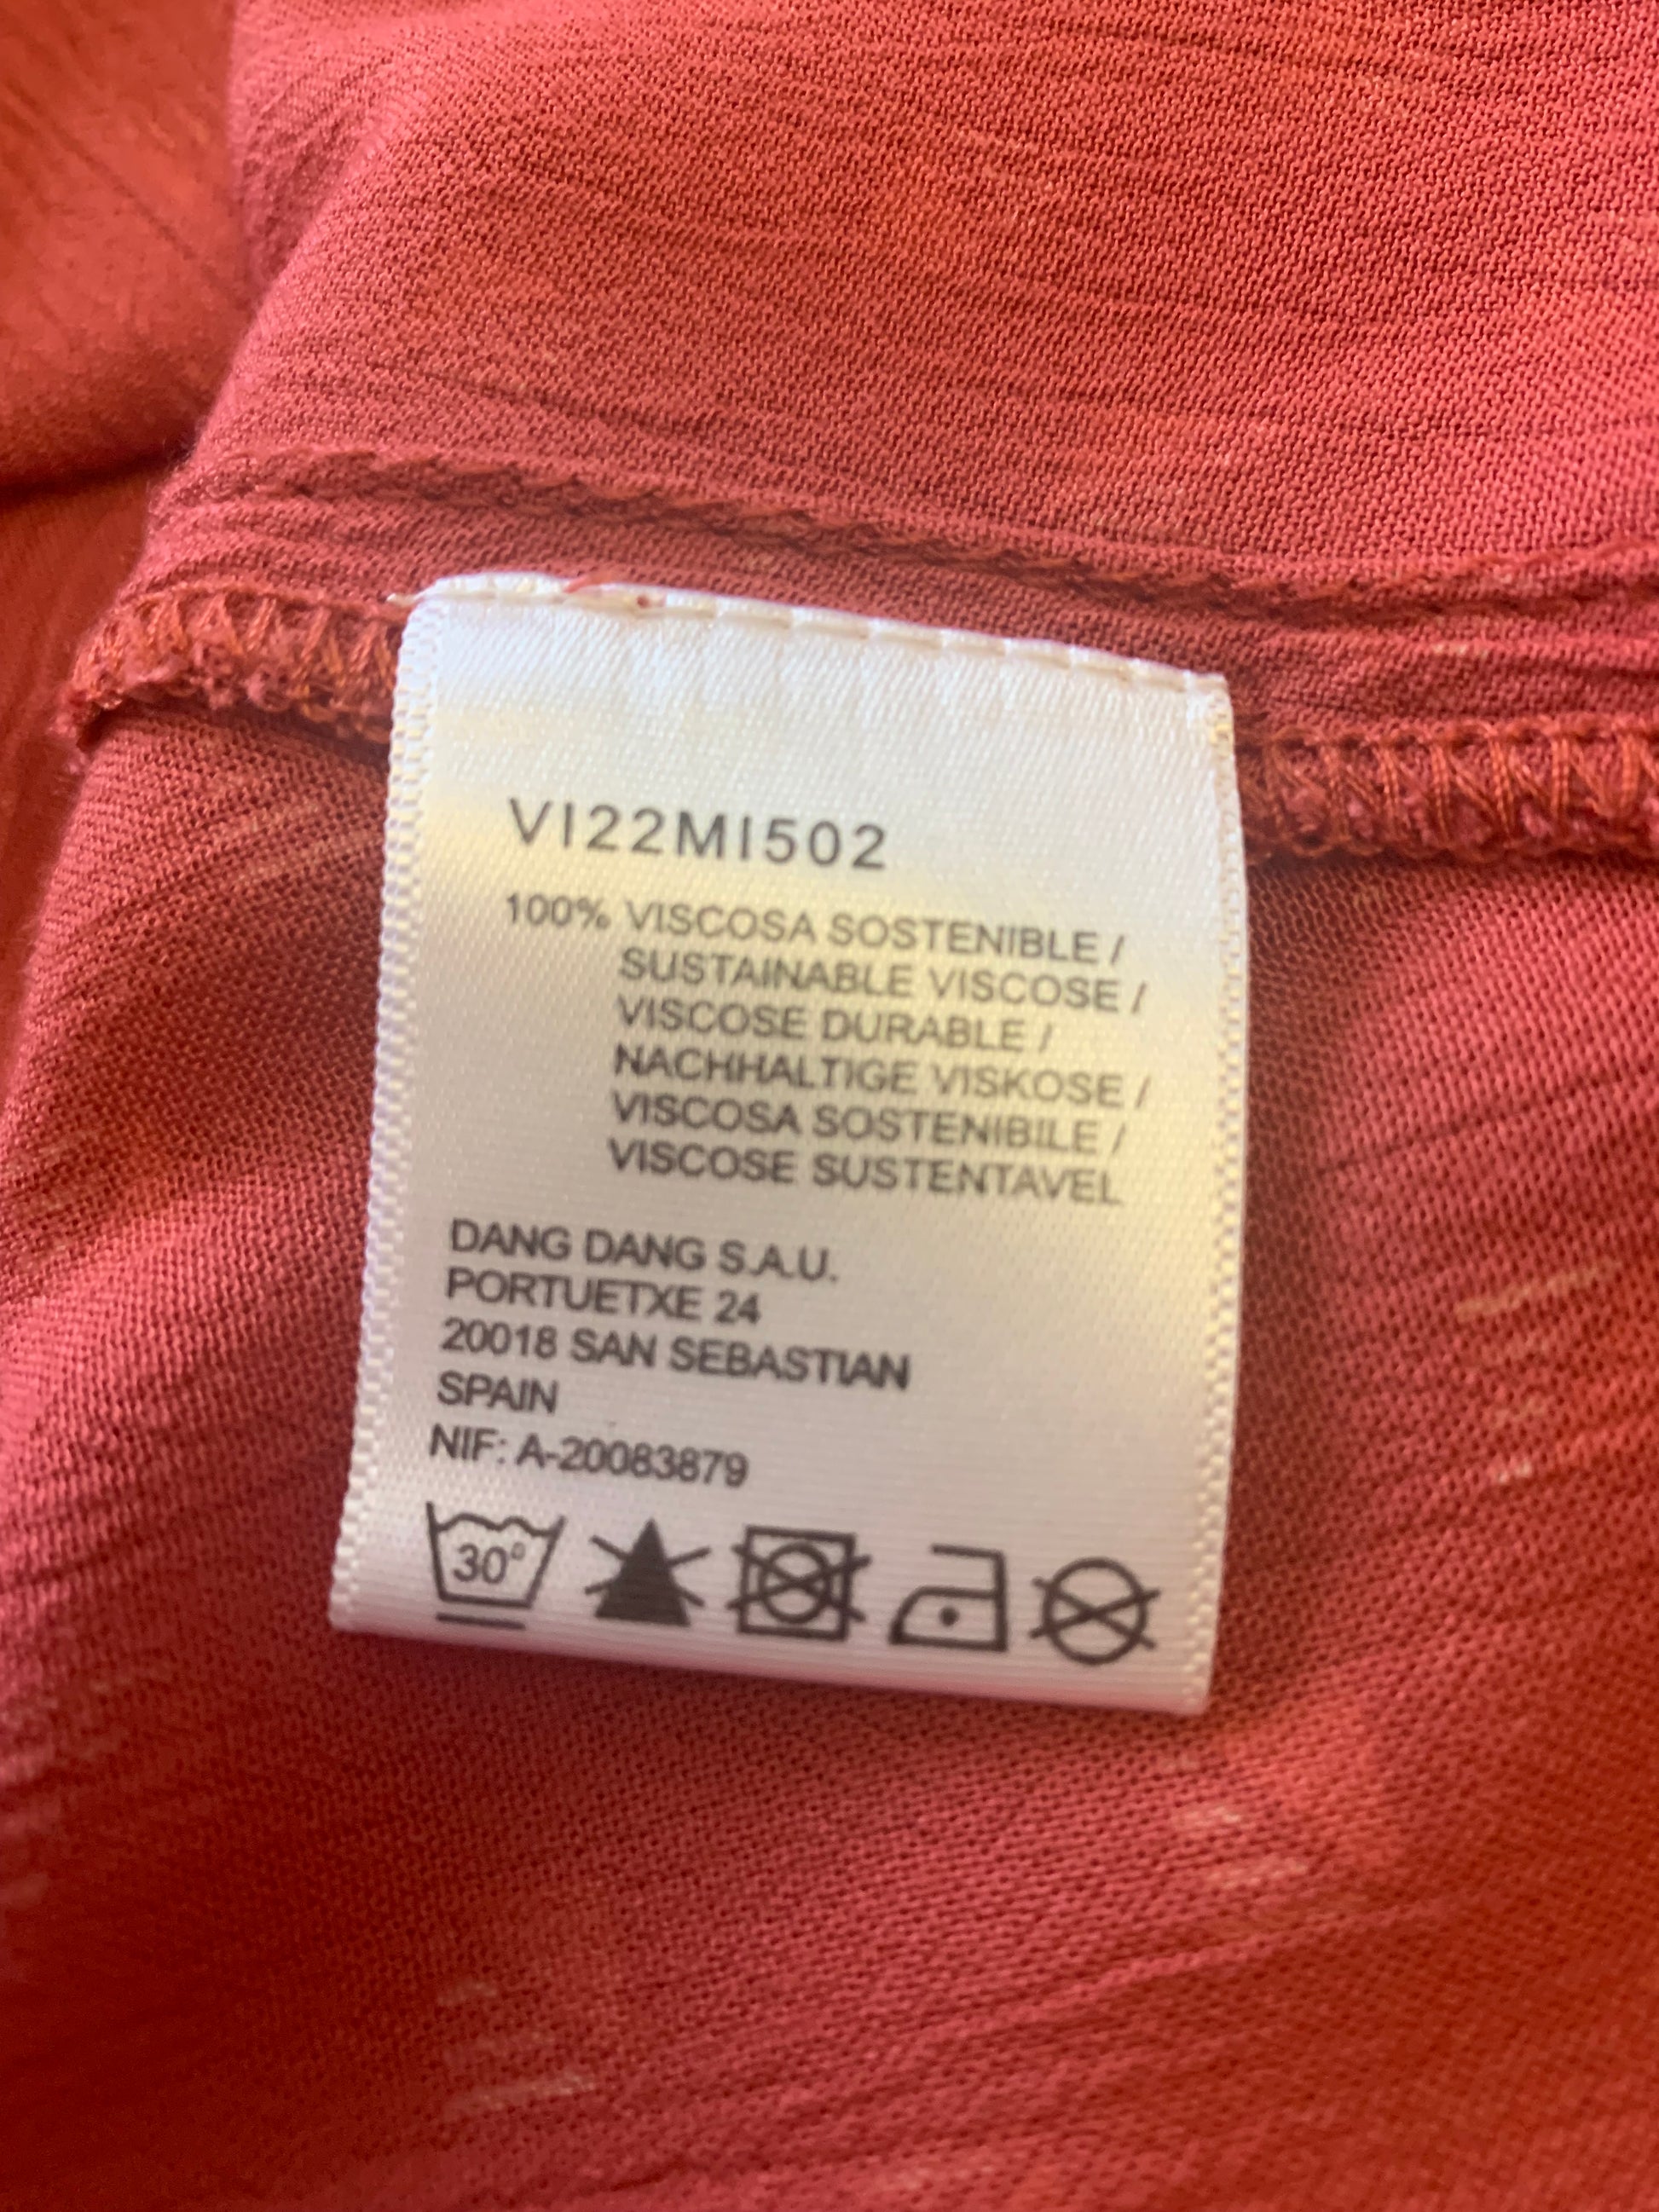 VI22MI502
100% VISCOSA SOSTENIBLE /
SUSTAINABLE VISCOSE /
VISCOSE DURABLE /
NACHHALTIGE VISKOSE /
VISCOSA SOSTENIBILE /
VISCOSE SUSTENTAVEL
DANG DANG S.A.U.
PORTUETXE 24
20018 SAN SEBASTIAN
SPAIN
NIF: A-20083879
30°